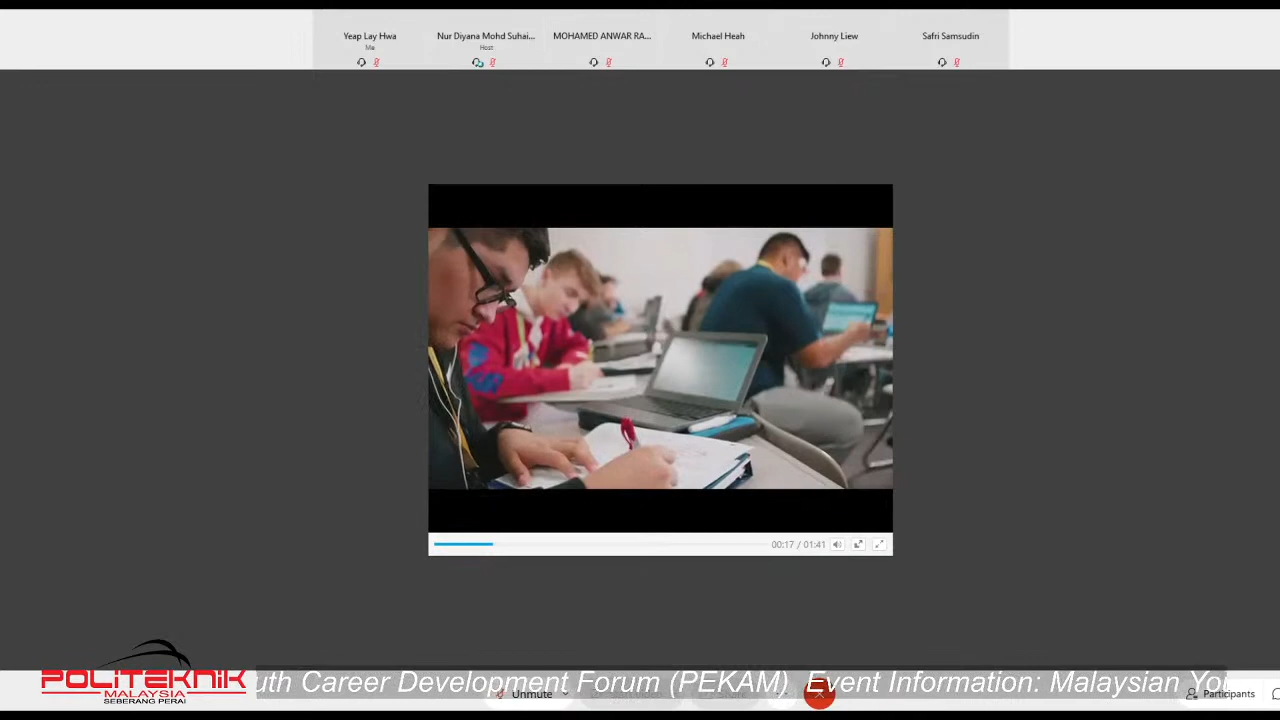 Yeap Lay Hwa
Me
Nur Diyana Mohd Suhai...
Host
MOHAMED ANWAR RA...
Michael Heah
Johnny Liew
Safri Samsudin
00:17 / 01:41
POLITEKNIK
MALAYSIA
SEBERANG PERAI
uth Career Development Forum (PEKAM). Event Information: Malaysian You
Unmute
Participants